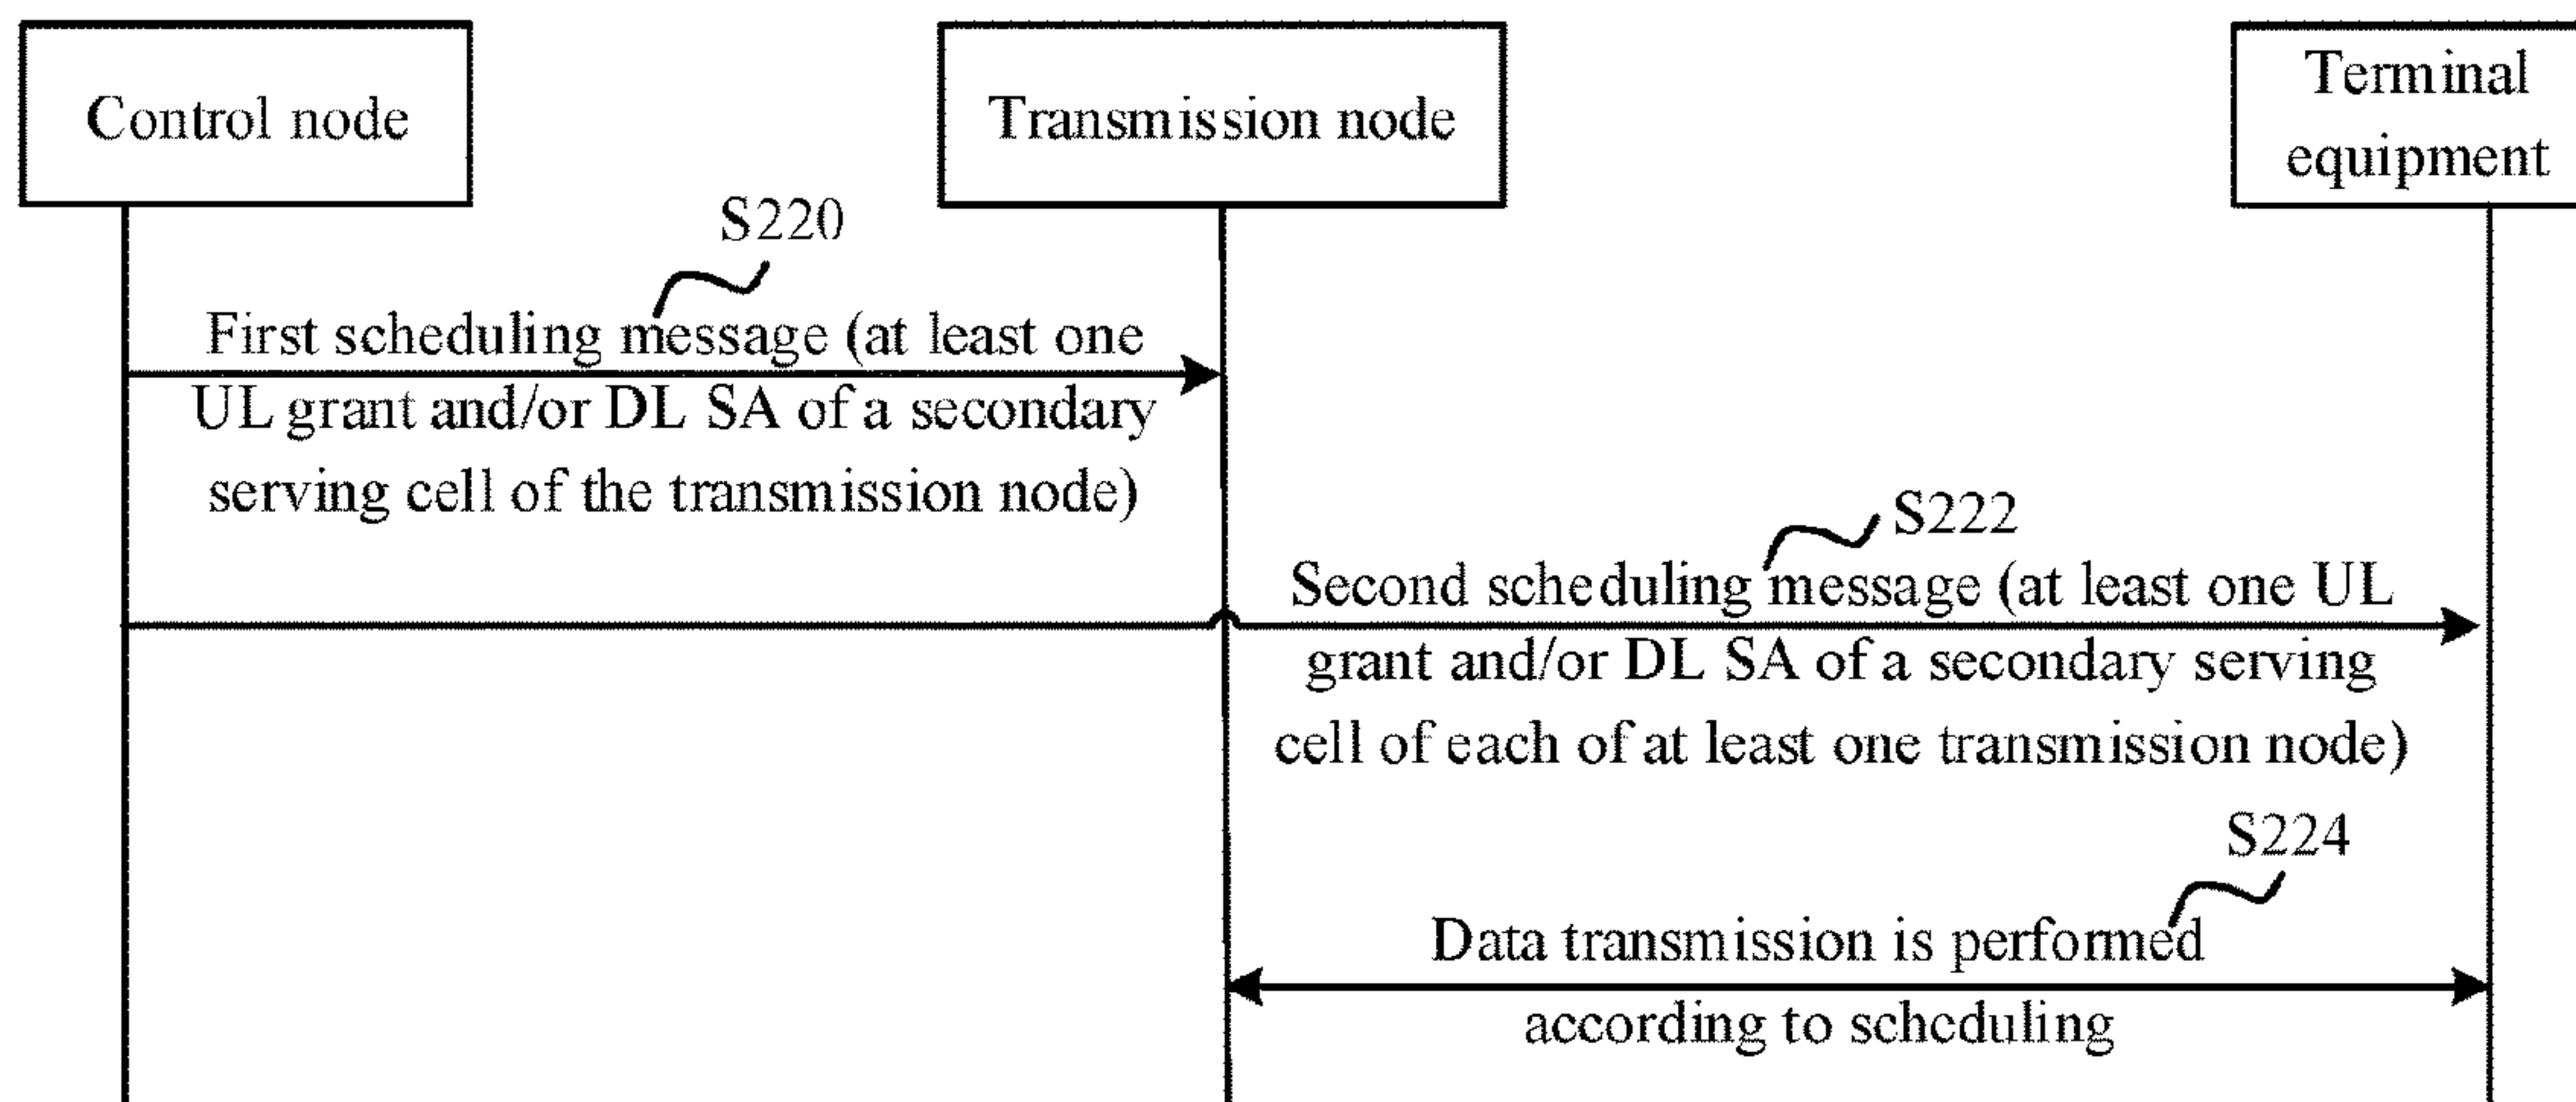 Control node
Transmission node
Terminal
equipment
S220
First scheduling message (at least one
UL grant and/or DL SA of a secondary
serving cell of the transmission node)
S222
Second scheduling message (at least one UL
grant and/or DL SA of a secondary serving
cell of each of at least one transmission node)
S224
Data transmission is performed
according to scheduling